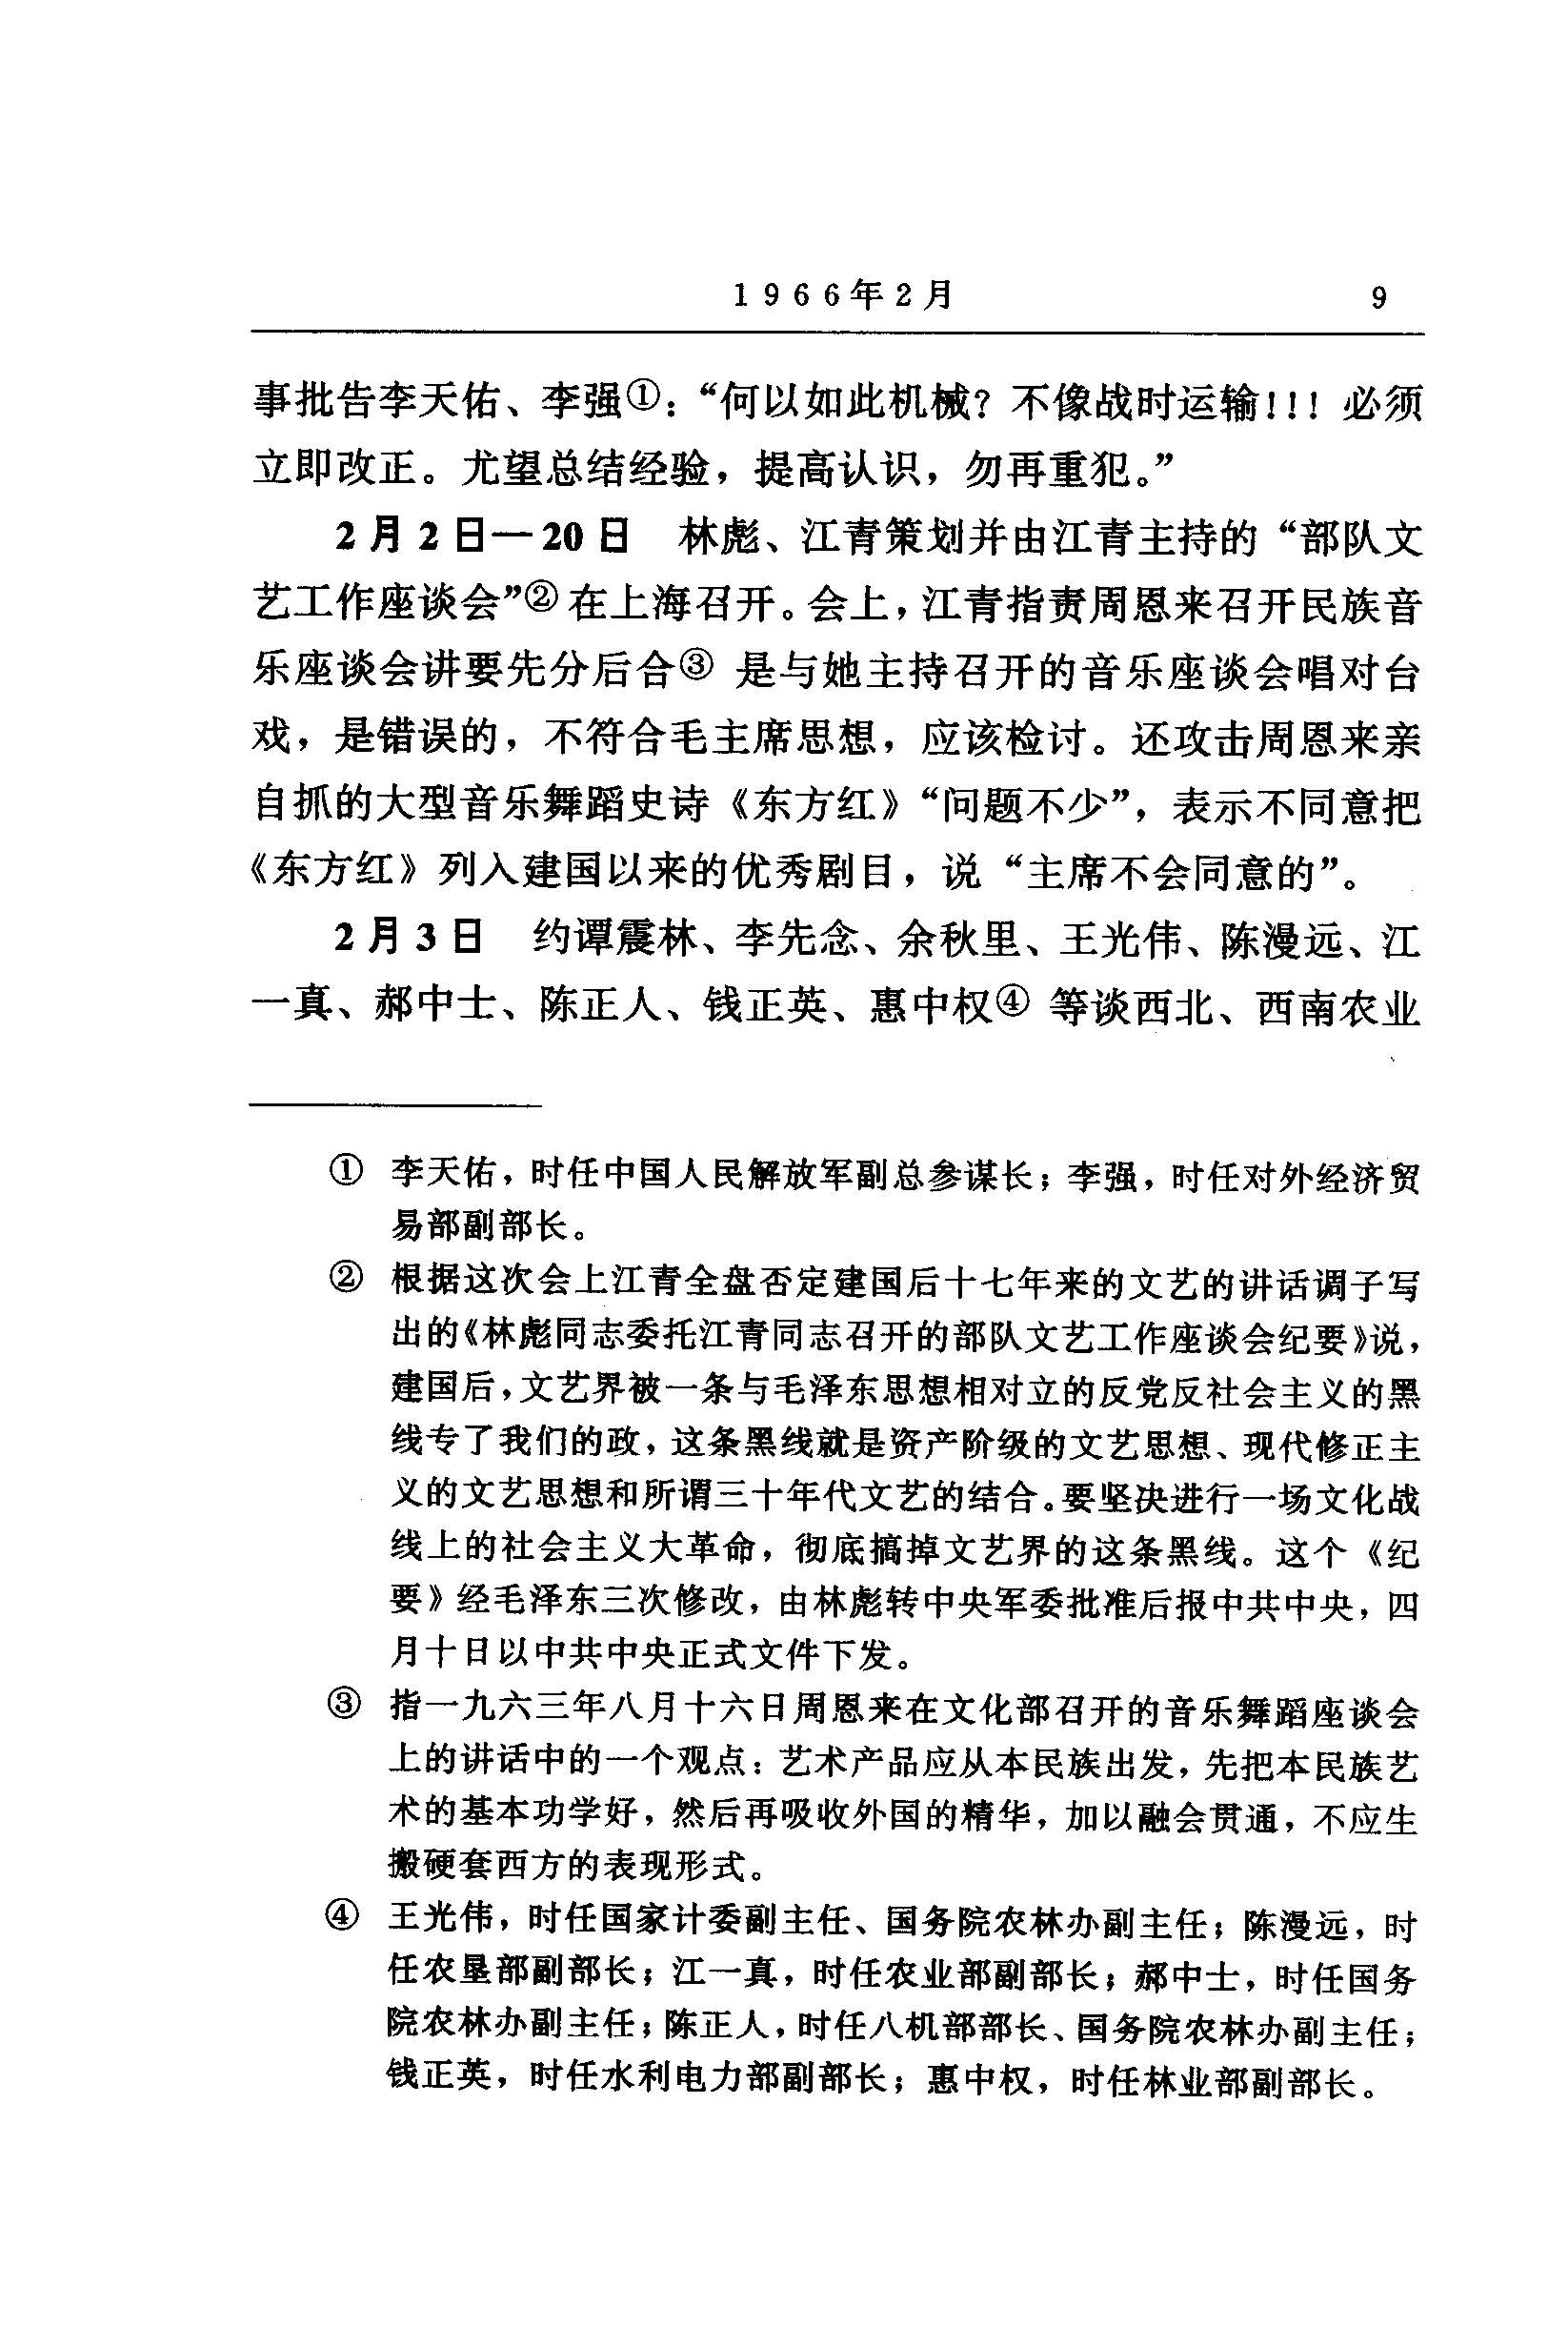 1966年2月 9
事批告李天佑、李强①：“何以如此机械？不像战时运输！！！必须
立即改正。尤望总结经验，提高认识，勿再重犯。”
2月2日—20日 林彪、江青策划并由江青主持的“部队文
艺工作座谈会”②在上海召开。会上，江青指责周恩来召开民族音
乐座谈会讲要先分后合③是与她主持召开的音乐座谈会唱对台
戏，是错误的，不符合毛主席思想，应该检讨。还攻击周恩来亲
自抓的大型音乐舞蹈史诗《东方红》“问题不少”，表示不同意把
《东方红》列入建国以来的优秀剧目，说“主席不会同意的”。
2月3日 约谭震林、李先念、余秋里、王光伟、陈漫远、江
一真、郝中士、陈正人、钱正英、惠中权④等谈西北、西南农业
① 李天佑，时任中国人民解放军副总参谋长；李强，时任对外经济贸
易部副部长。
② 根据这次会上江青全盘否定建国后十七年来的文艺的讲话调子写
出的《林彪同志委托江青同志召开的部队文艺工作座谈会纪要》说，
建国后，文艺界被一条与毛泽东思想相对立的反党反社会主义的黑
线专了我们的政，这条黑线就是资产阶级的文艺思想、现代修正主
义的文艺思想和所谓三十年代文艺的结合。要坚决进行一场文化战
线上的社会主义大革命，彻底搞掉文艺界的这条黑线。这个《纪
要》经毛泽东三次修改，由林彪转中央军委批准后报中共中央，四
月十日以中共中央正式文件下发。
③ 指一九六三年八月十六日周恩来在文化部召开的音乐舞蹈座谈会
上的讲话中的一个观点：艺术产品应从本民族出发，先把本民族艺
术的基本功学好，然后再吸收外国的精华，加以融会贯通，不应生
搬硬套西方的表现形式。
④ 王光伟，时任国家计委副主任、国务院农林办副主任；陈漫远，时
任农垦部副部长；江一真，时任农业部副部长；郝中士，时任国务
院农林办副主任；陈正人，时任八机部部长、国务院农林办副主任；
钱正英，时任水利电力部副部长；惠中权，时任林业部副部长。